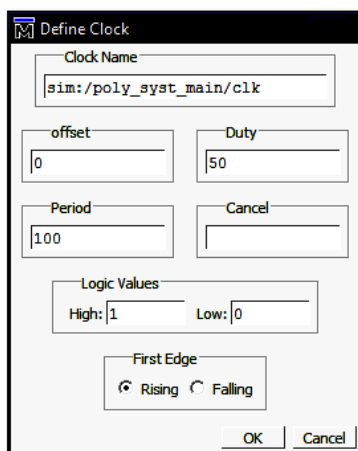 Define Clock
Clock Name
sim:/poly_syst_main/clk
offset Duty
0 50
Period Cancel
100
Logic Values
High: 1 Low: 0
First Edge
Rising Falling
OK Cancel